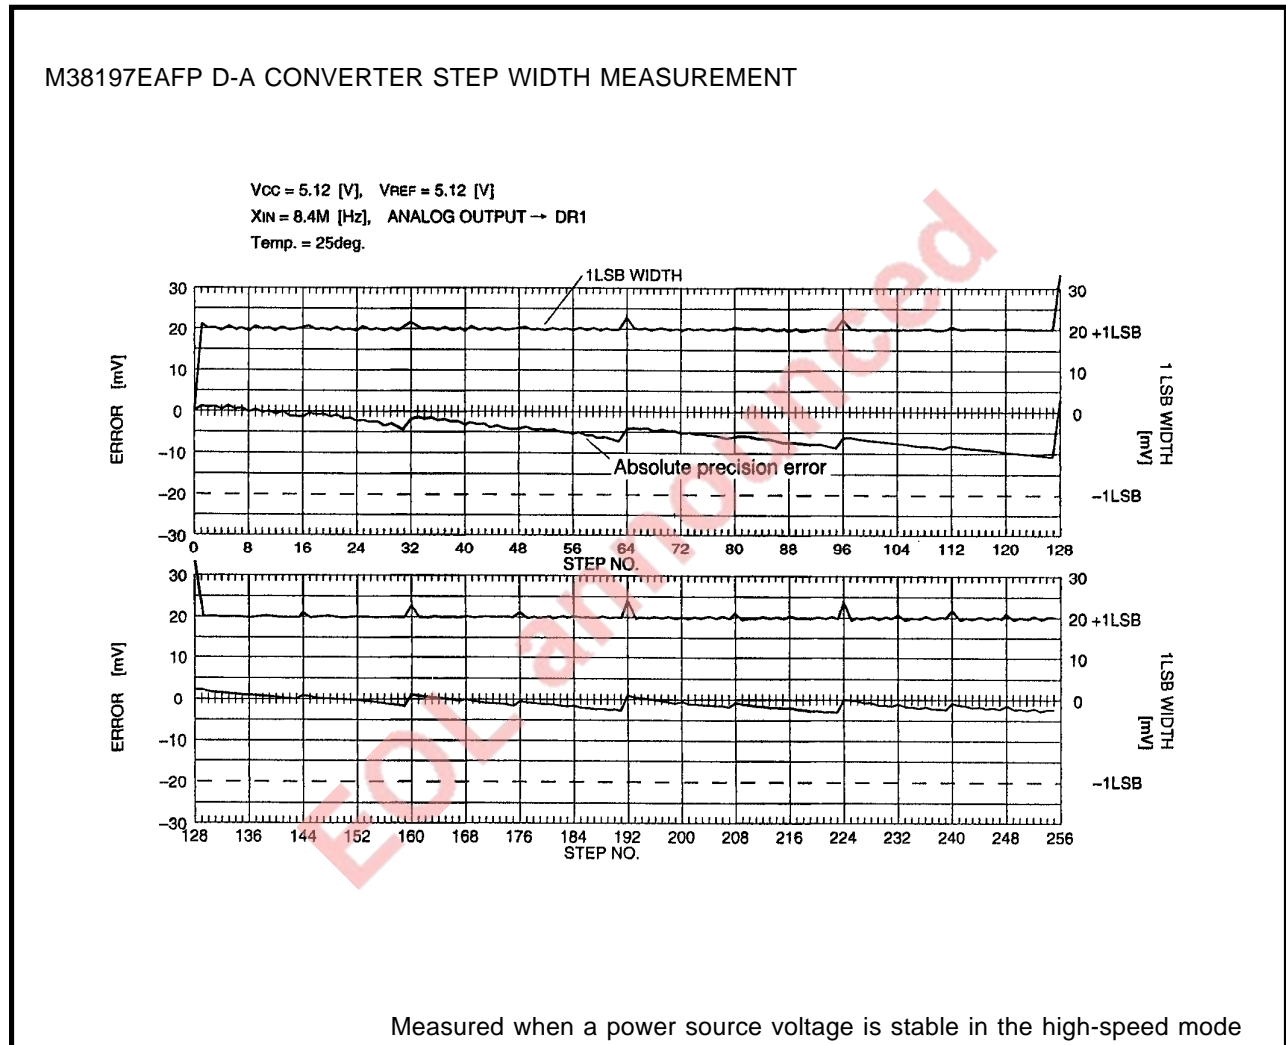 M38197EAFP D-A CONVERTER STEP WIDTH MEASUREMENT
VCC = 5.12 [V], VREF = 5.12 [V]
XIN = 8.4M [Hz], ANALOG OUTPUT → DR1
Temp. = 25deg.
1LSB WIDTH
30
20
10
0
–10
–20
–30
ERROR [mV]
30
20 +1LSB
10
0
–1LSB
1 LSB WIDTH
[mV]
Absolute precision error
0 8 16 24 32 40 48 56 64 72 80 88 96 104 112 120 128
STEP NO.
30
20
10
0
–10
–20
–30
ERROR [mV]
30
20 +1LSB
10
0
–1LSB
1LSB WIDTH
[mV]
128 136 144 152 160 168 176 184 192 200 208 216 224 232 240 248 256
STEP NO.
EOL announced
Measured when a power source voltage is stable in the high-speed mode